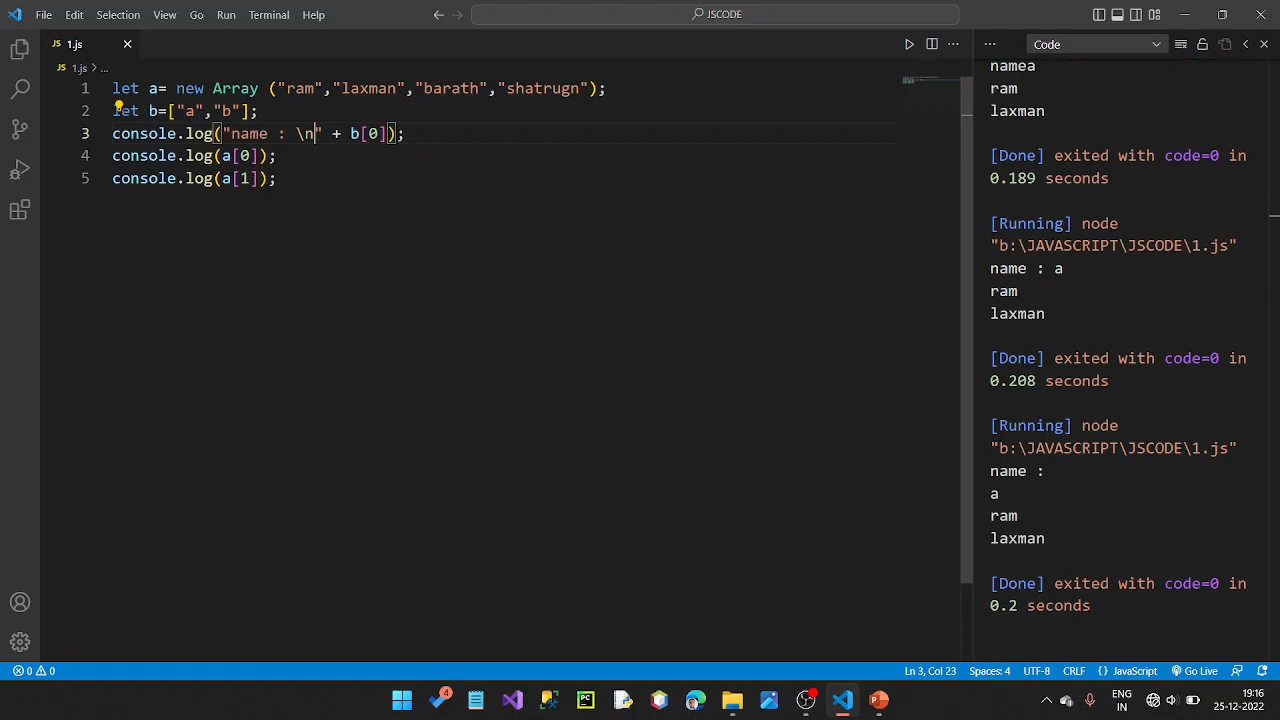 File Edit Selection View Go Run Terminal Help
JSCODE
JS 1.js
Code
JS 1.js > ...
1 let a= new Array ("ram","laxman","barath","shatrugn");
2 let b=["a","b"];
3 console.log("name : \n" + b[0]);
4 console.log(a[0]);
5 console.log(a[1]);
namea
ram
laxman
[Done] exited with code=0 in
0.189 seconds
[Running] node
"b:\JAVASCRIPT\JSCODE\1.js"
name : a
ram
laxman
[Done] exited with code=0 in
0.208 seconds
[Running] node
"b:\JAVASCRIPT\JSCODE\1.js"
name :
a
ram
laxman
[Done] exited with code=0 in
0.2 seconds
0 0 Ln 3, Col 23 Spaces: 4 UTF-8 CRLF {} JavaScript Go Live
4
PC
P
ENG
IN
19:16
25-12-2022